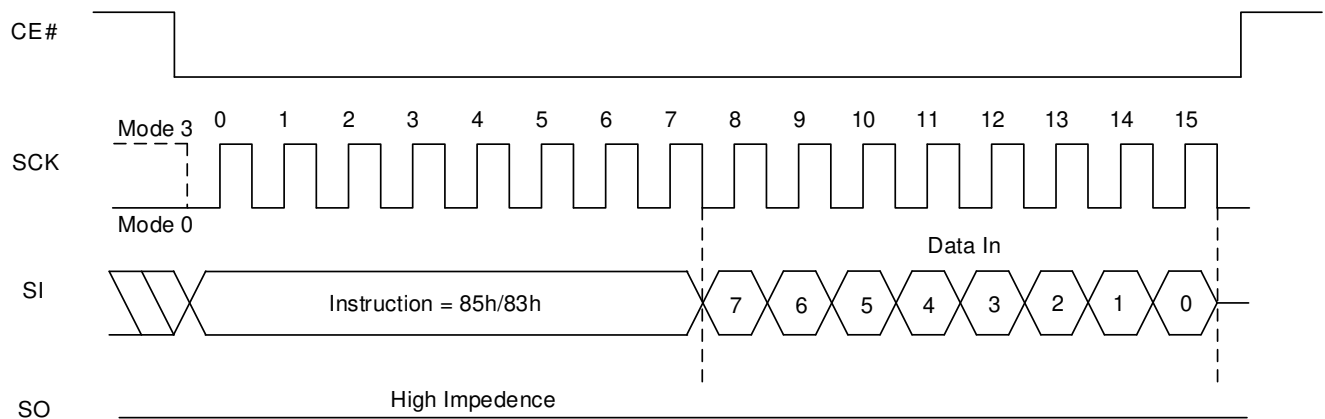 CE#
Mode 3
0 1 2 3 4 5 6 7 8 9 10 11 12 13 14 15
SCK
Mode 0
Data In
SI
Instruction = 85h/83h
7 6 5 4 3 2 1 0
High Impedence
SO